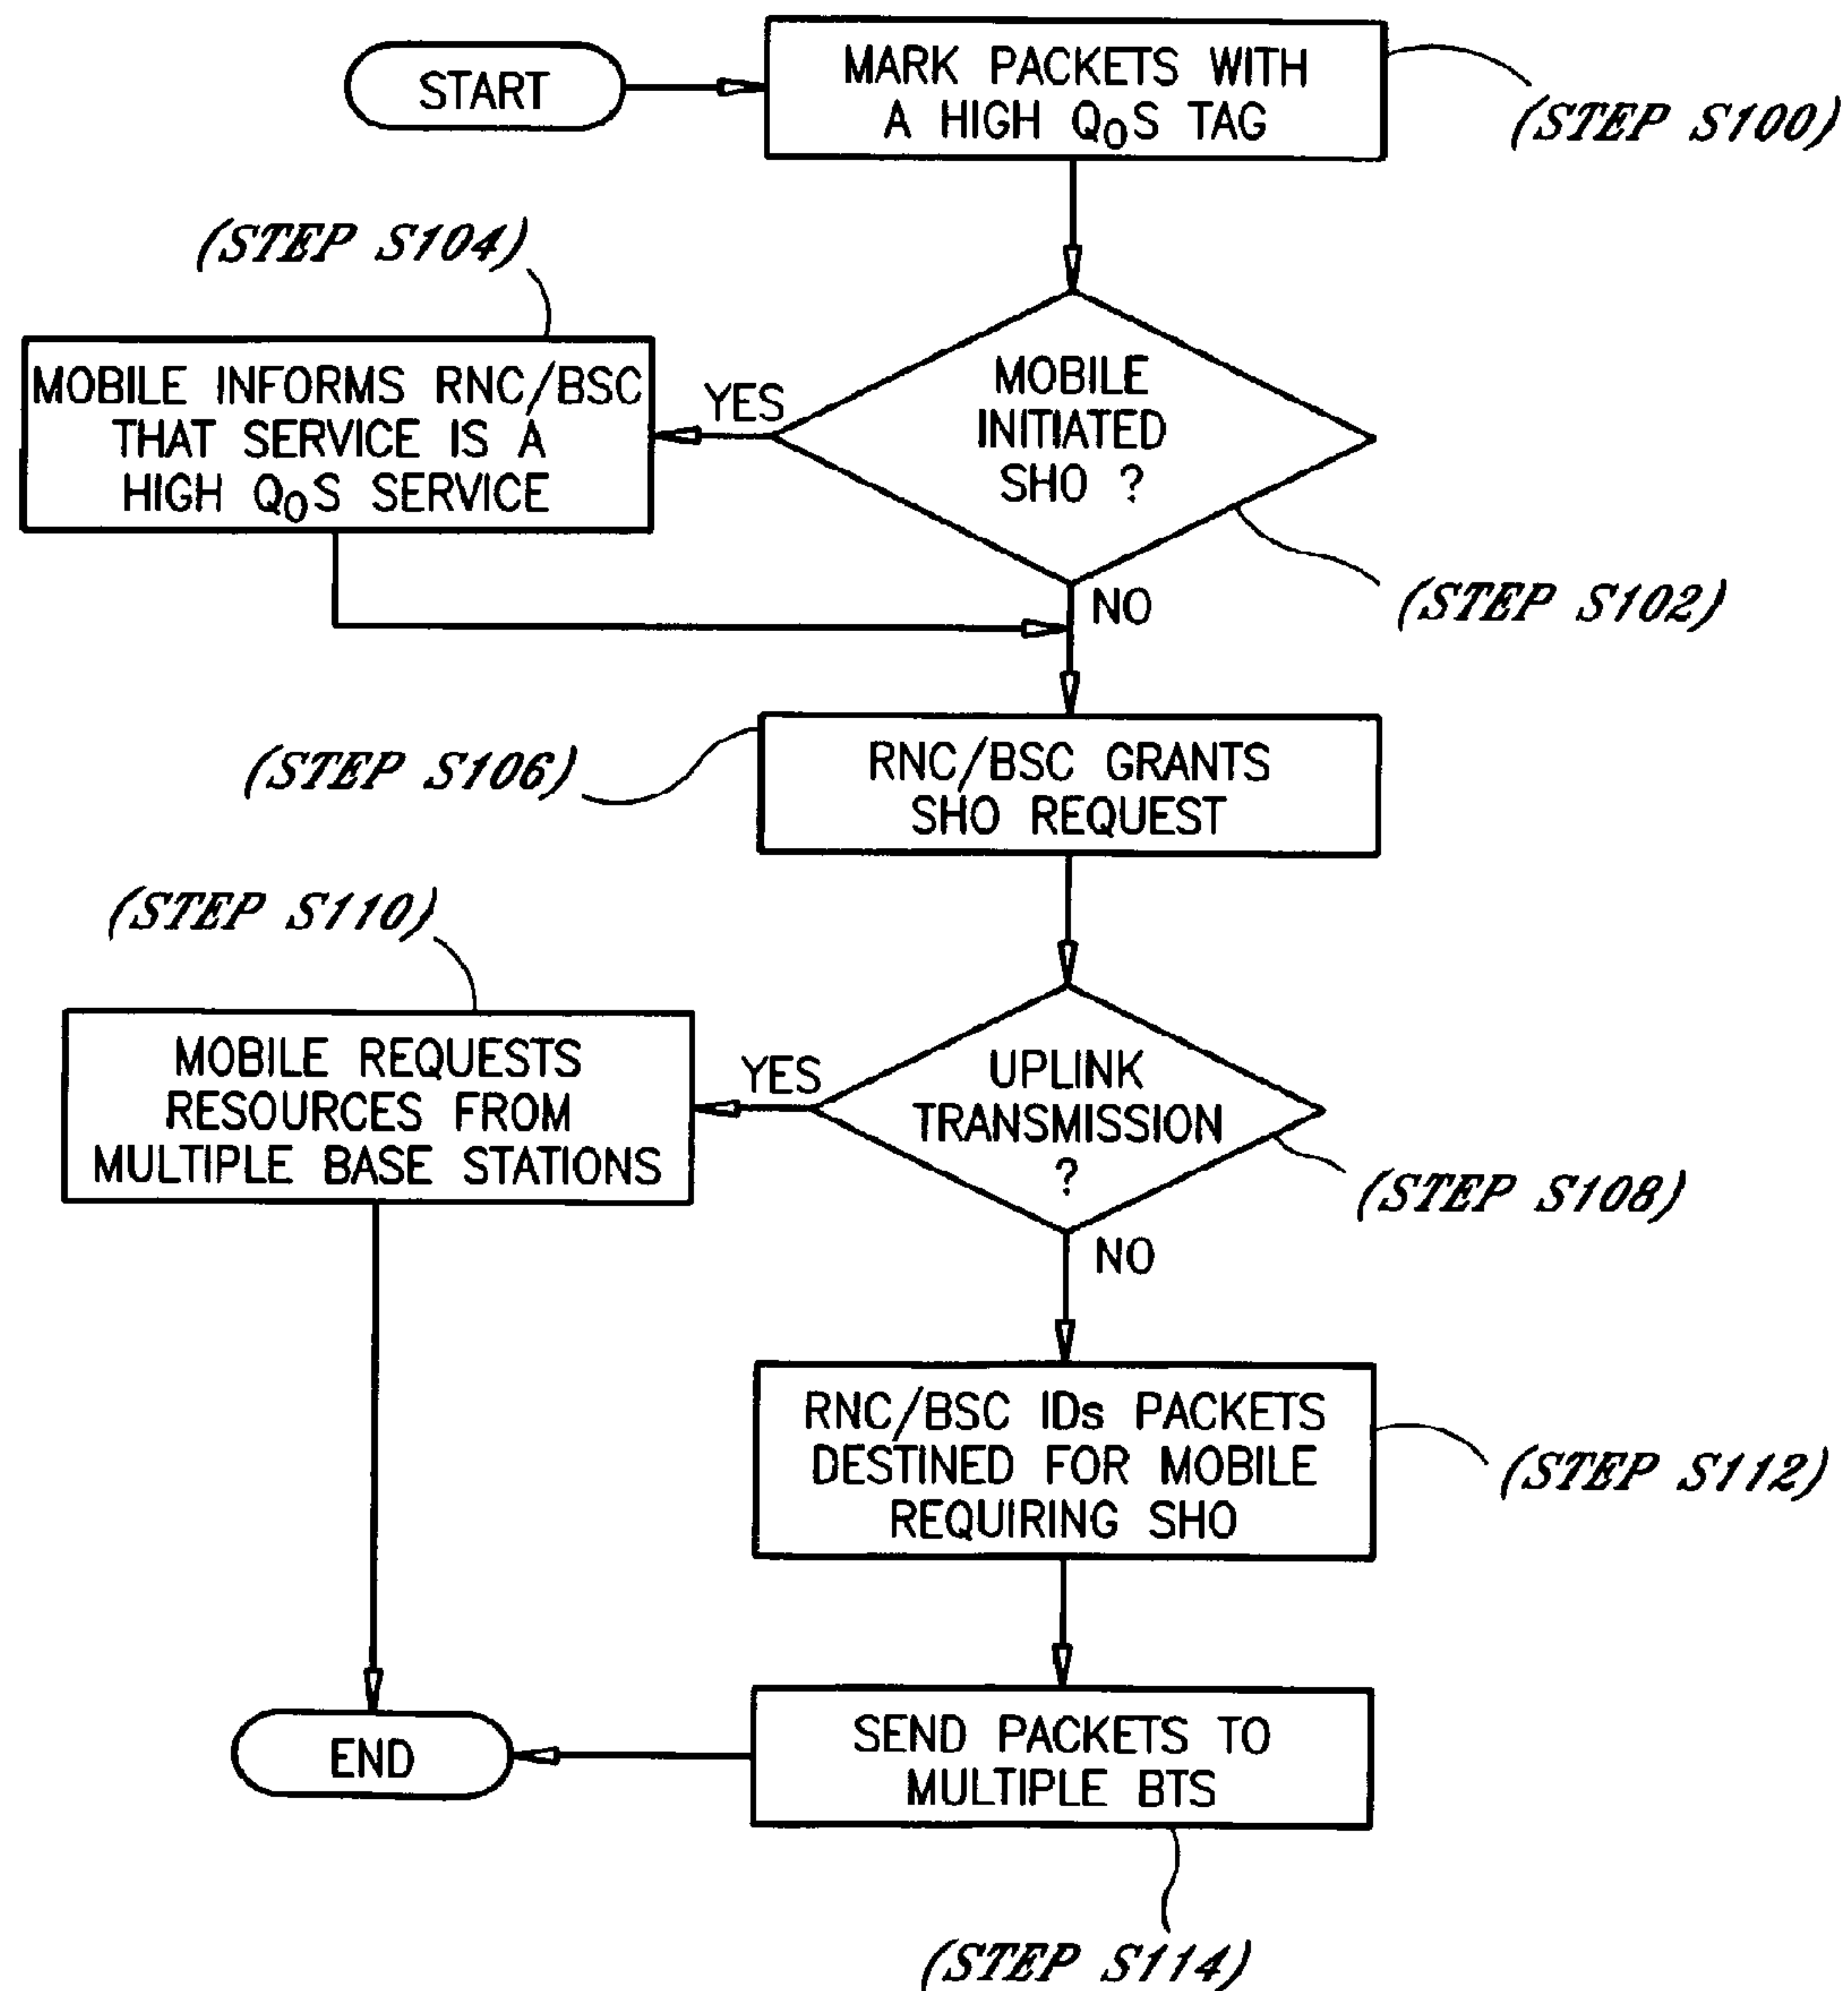 START
MARK PACKETS WITH
A HIGH QoS TAG
(STEP S100)
(STEP S104)
MOBILE INFORMS RNC/BSC
THAT SERVICE IS A
HIGH QoS SERVICE
YES
MOBILE
INITIATED
SHO ?
NO
(STEP S102)
(STEP S106)
RNC/BSC GRANTS
SHO REQUEST
(STEP S110)
MOBILE REQUESTS
RESOURCES FROM
MULTIPLE BASE STATIONS
YES
UPLINK
TRANSMISSION
?
(STEP S108)
NO
RNC/BSC IDs PACKETS
DESTINED FOR MOBILE
REQUIRING SHO
(STEP S112)
SEND PACKETS TO
MULTIPLE BTS
END
(STEP S114)